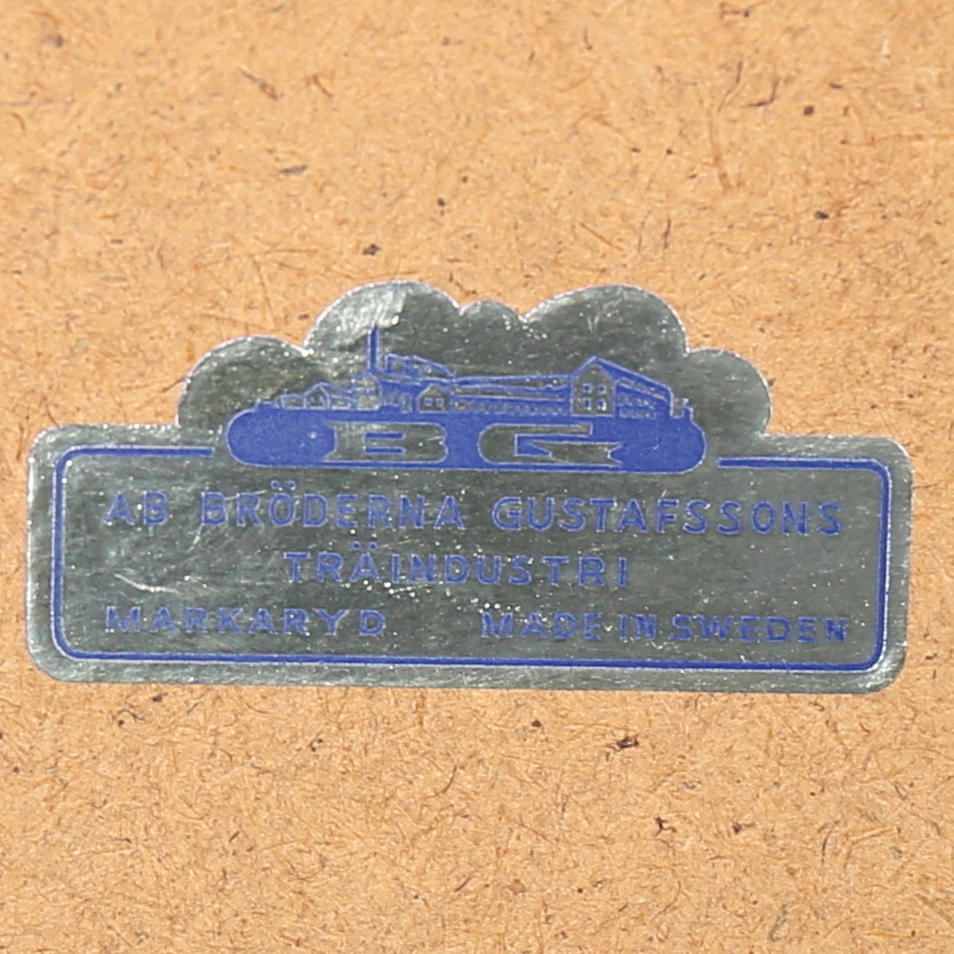 BG
AB BRÖDERNA GUSTAFSSONS
TRÄINDUSTRI
MARKARYD MADE IN SWEDEN